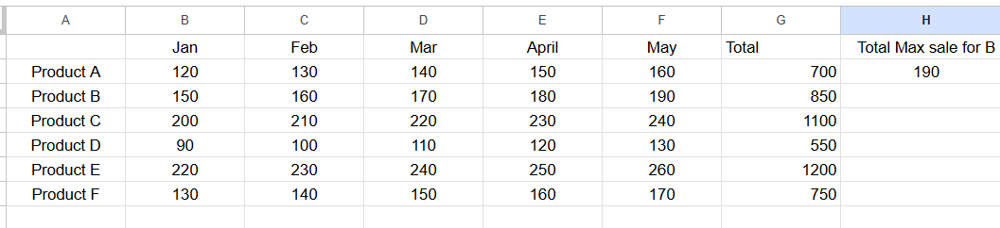 A B C D E F G H
Jan Feb Mar April May Total Total Max sale for B
Product A 120 130 140 150 160 700 190
Product B 150 160 170 180 190 850
Product C 200 210 220 230 240 1100
Product D 90 100 110 120 130 550
Product E 220 230 240 250 260 1200
Product F 130 140 150 160 170 750